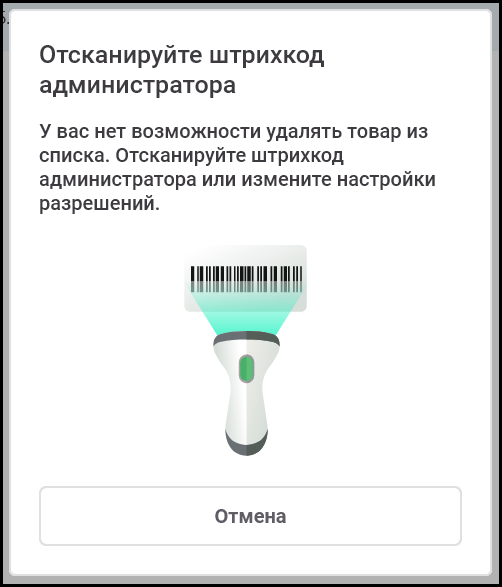 Отсканируйте штрихкод
администратора
У вас нет возможности удалять товар из
списка. Отсканируйте штрихкод
администратора или измените настройки
разрешений.
Отмена